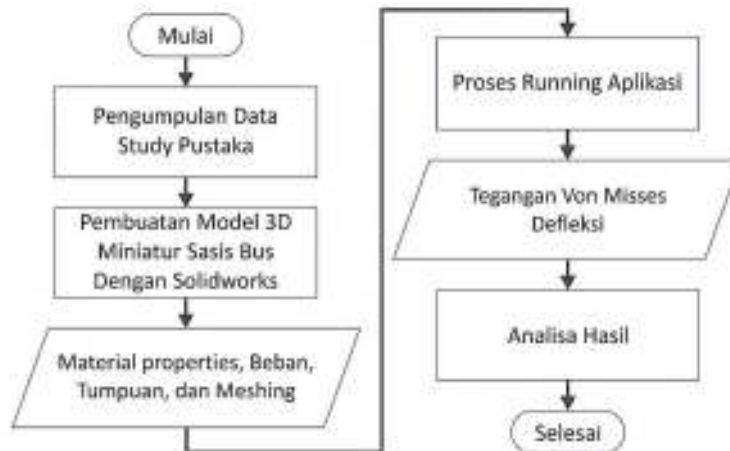 Mulai
Pengumpulan Data
Study Pustaka
Pembuatan Model 3D
Miniatur Sasis Bus
Dengan Solidworks
Material properties, Beban,
Tumpuan, dan Meshing
Proses Running Aplikasi
Tegangan Von Misses
Defleksi
Analisa Hasil
Selesai